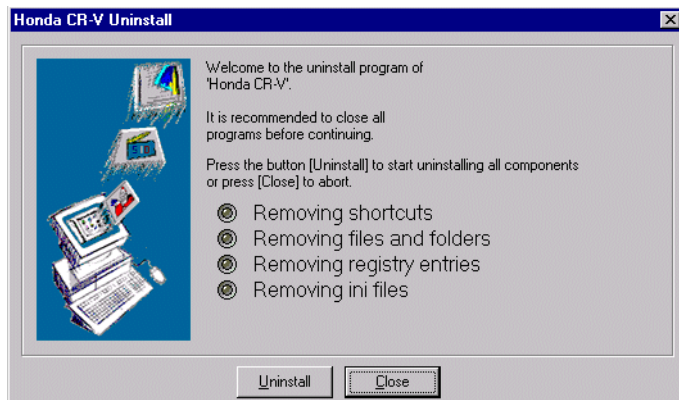 Honda CR-V Uninstall
Welcome to the uninstall program of
'Honda CR-V'.
It is recommended to close all
programs before continuing.
Press the button [Uninstall] to start uninstalling all components
or press [Close] to abort.
Removing shortcuts
Removing files and folders
Removing registry entries
Removing ini files
Uninstall
Close